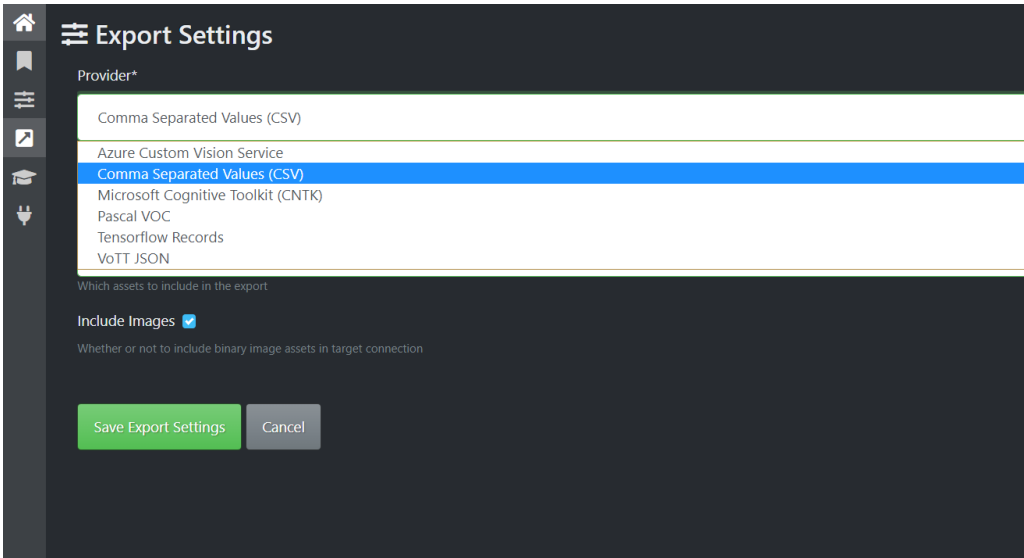 Export Settings
Provider*
Comma Separated Values (CSV)
Azure Custom Vision Service
Comma Separated Values (CSV)
Microsoft Cognitive Toolkit (CNTK)
Pascal VOC
Tensorflow Records
VoTT JSON
Which assets to include in the export
Include Images
Whether or not to include binary image assets in target connection
Save Export Settings Cancel